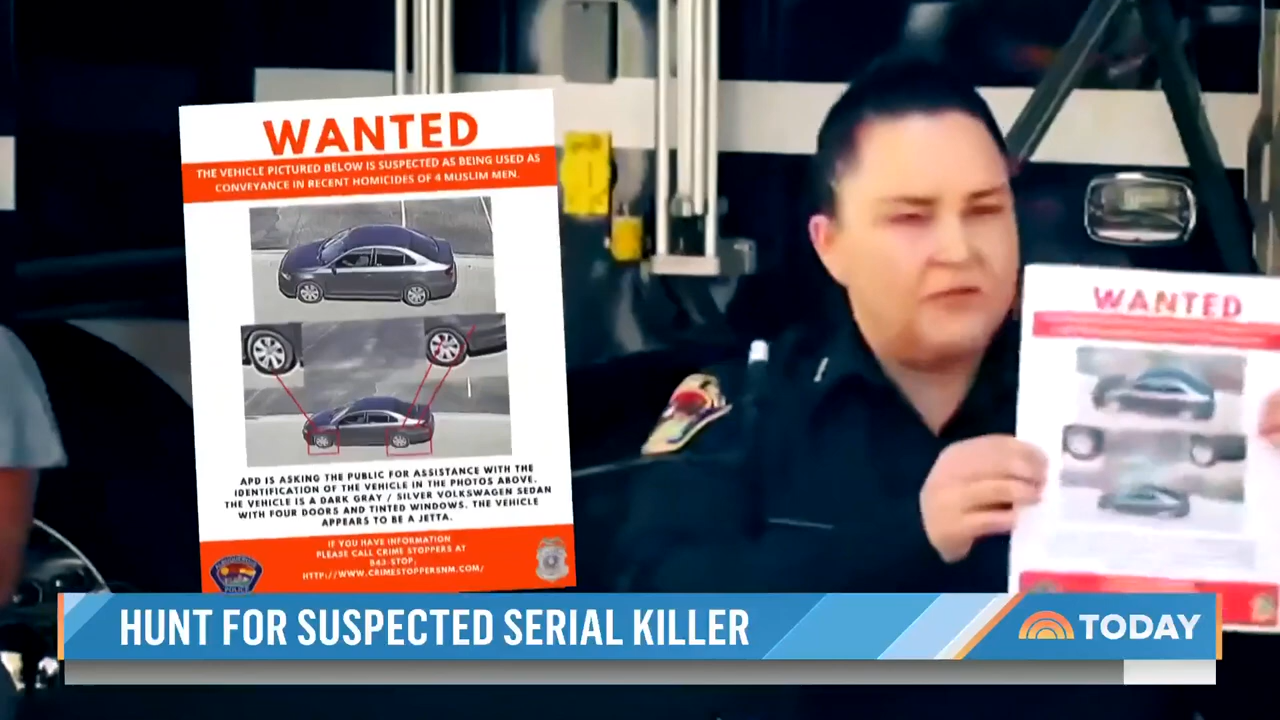 WANTED
THE VEHICLE PICTURED BELOW IS SUSPECTED AS BEING USED AS
CONVEYANCE IN RECENT HOMICIDES OF 4 MUSLIM MEN.
APD IS ASKING THE PUBLIC FOR ASSISTANCE WITH THE
IDENTIFICATION OF THE VEHICLE IN THE PHOTOS ABOVE.
THE VEHICLE IS A DARK GRAY / SILVER VOLKSWAGEN SEDAN
WITH FOUR DOORS AND TINTED WINDOWS. THE VEHICLE
APPEARS TO BE A JETTA.
IF YOU HAVE INFORMATION
PLEASE CALL CRIME STOPPERS AT
843-STOP;
HTTP://WWW.CRIMESTOPPERSNM.COM/
ALBUQUERQUE
POLICE
WANTED
HUNT FOR SUSPECTED SERIAL KILLER
TODAY